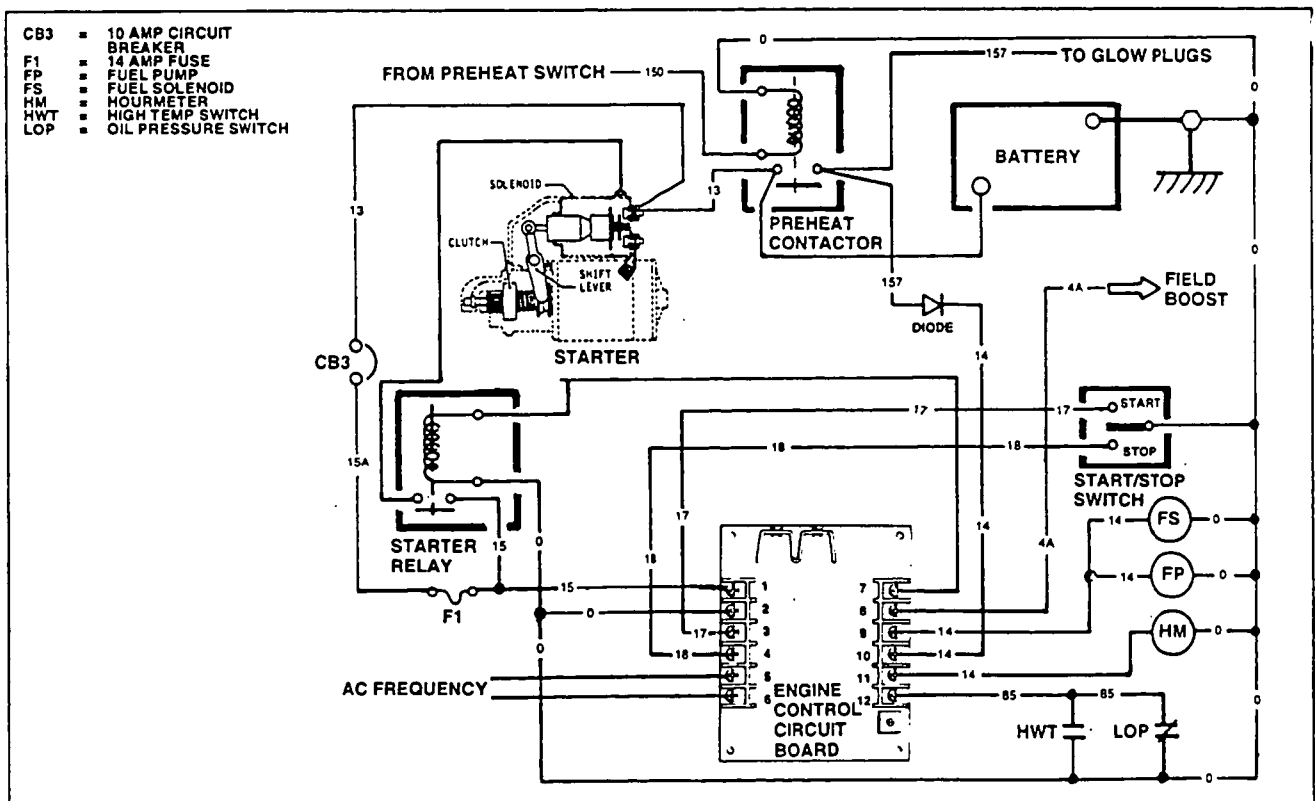 CB3 = 10 AMP CIRCUIT
BREAKER
F1 = 14 AMP FUSE
FP = FUEL PUMP
FS = FUEL SOLENOID
HM = HOURMETER
HWT = HIGH TEMP SWITCH
LOP = OIL PRESSURE SWITCH
0
157
TO GLOW PLUGS
FROM PREHEAT SWITCH
150
0
BATTERY
SOLENOID
13
13
PREHEAT
CONTACTOR
CLUTCH
SHIFT
LEVER
0
157
4A
FIELD
BOOST
DIODE
STARTER
CB3
14
17
17
START
18
18
STOP
START/STOP
SWITCH
15A
17
14
4A
14
FS
0
STARTER
RELAY
15
0
18
14
FP
0
F1
15
1
7
0
2
8
17
3
9
14
HM
0
18
4
10
14
0
5
11
14
AC FREQUENCY
6
12
85
85
ENGINE
CONTROL
CIRCUIT
BOARD
HWT
LOP
0
0